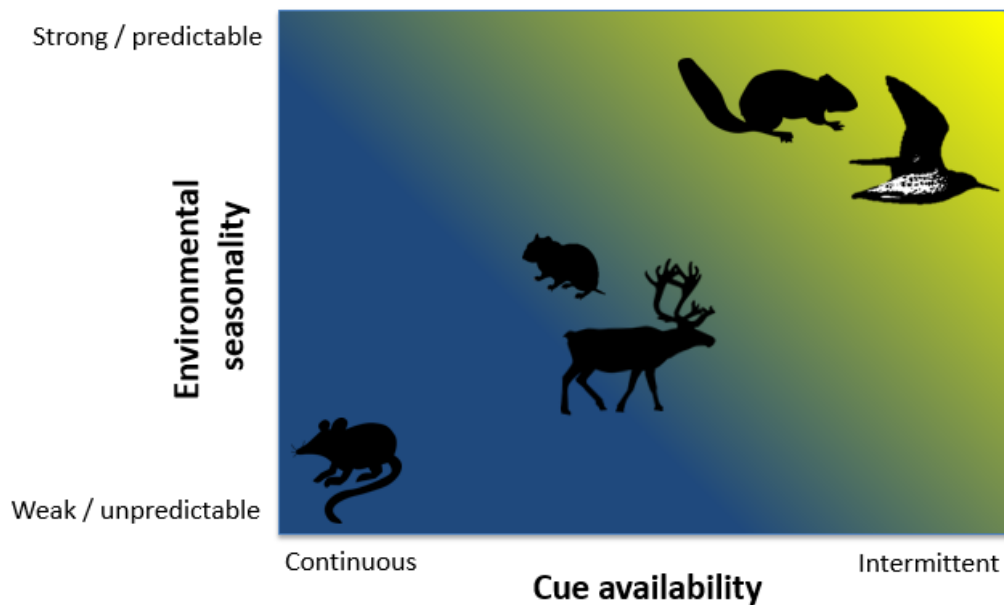 Strong / predictable
Environmental
seasonality
Weak / unpredictable
Continuous
Intermittent
Cue availability